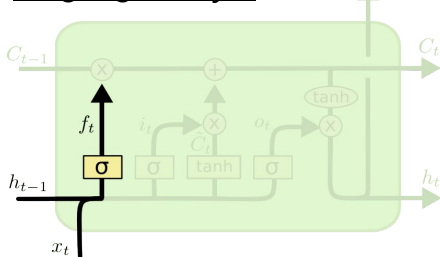 C_{t-1}
C_t
tanh
f_t
i_t
C̃_t
o_t
σ
σ
tanh
σ
h_{t-1}
h_t
x_t